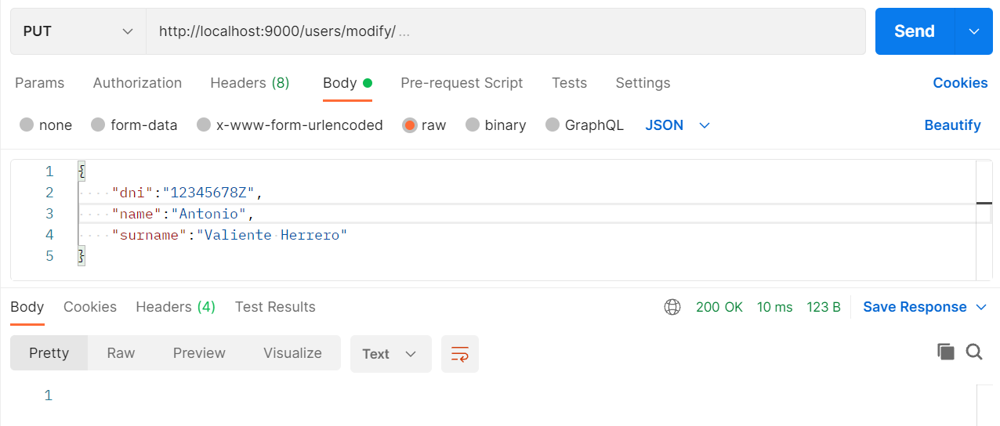 PUT http://localhost:9000/users/modify/ ... Send
Params Authorization Headers (8) Body Pre-request Script Tests Settings Cookies
none form-data x-www-form-urlencoded raw binary GraphQL JSON Beautify
1 {
2 "dni":"12345678Z",
3 "name":"Antonio",
4 "surname":"Valiente Herrero"
5 }
Body Cookies Headers (4) Test Results 200 OK 10 ms 123 B Save Response
Pretty Raw Preview Visualize Text
1